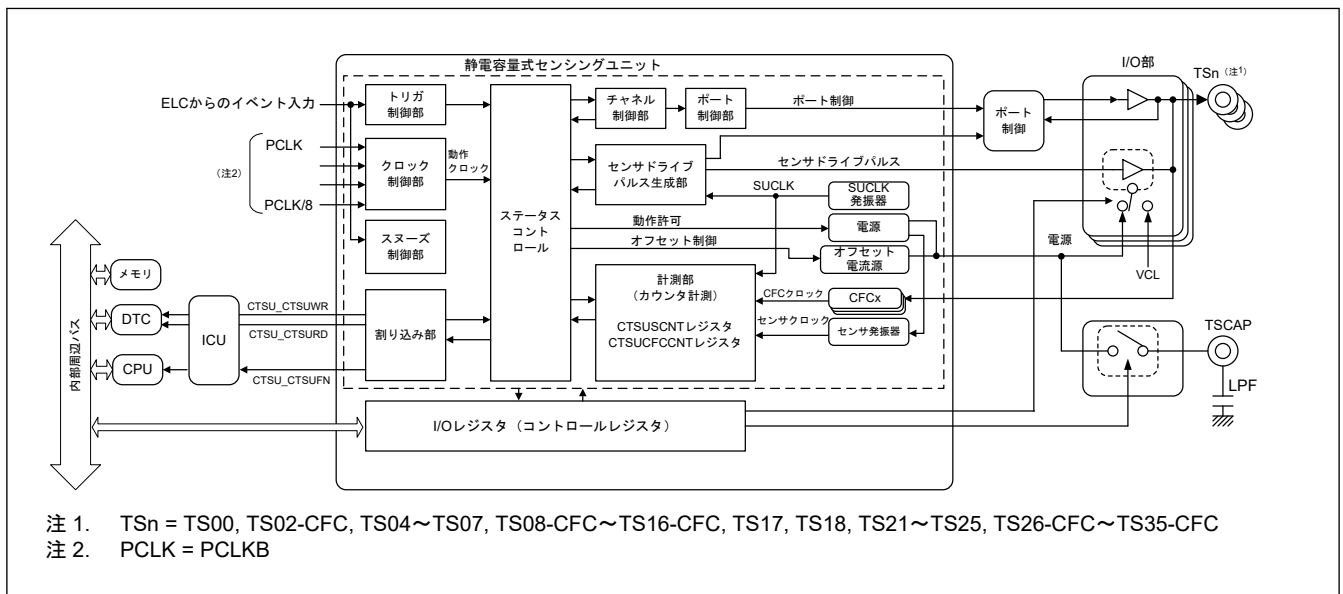 静電容量式センシングユニット
I/O部
TSn (注1)
ELCからのイベント入力
トリガ
制御部
チャネル
制御部
ポート
制御部
ポート制御
ポート
制御
PCLK
(注2)
PCLK/8
クロック
制御部
動作
クロック
センサドライブ
パルス生成部
センサドライブパルス
SUCLK
SUCLK
発振器
ステータス
コント
ロール
動作許可
電源
オフセット制御
オフセット
電流源
電源
VCL
スヌーズ
制御部
計測部
(カウンタ計測)
CTSUSCNTレジスタ
CTSUCFCCNTレジスタ
CFCクロック
CFCx
センサクロック
センサ発振器
TSCAP
LPF
内部周辺バス
メモリ
DTC
CPU
ICU
CTSU_CTSUWR
CTSU_CTSURD
CTSU_CTSUFN
割り込み部
I/Oレジスタ（コントロールレジスタ）
注 1. TSn = TS00, TS02-CFC, TS04～TS07, TS08-CFC～TS16-CFC, TS17, TS18, TS21～TS25, TS26-CFC～TS35-CFC
注 2. PCLK = PCLKB